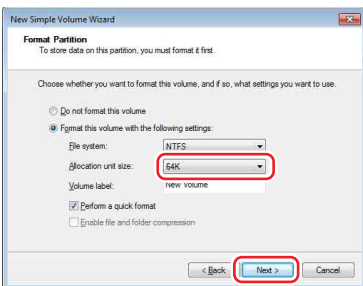 New Simple Volume Wizard
Format Partition
To store data on this partition, you must format it first.
Choose whether you want to format this volume, and if so, what settings you want to use.
Do not format this volume
Format this volume with the following settings:
File system: NTFS
Allocation unit size: 64K
Volume label: New Volume
Perform a quick format
Enable file and folder compression
< Back Next > Cancel